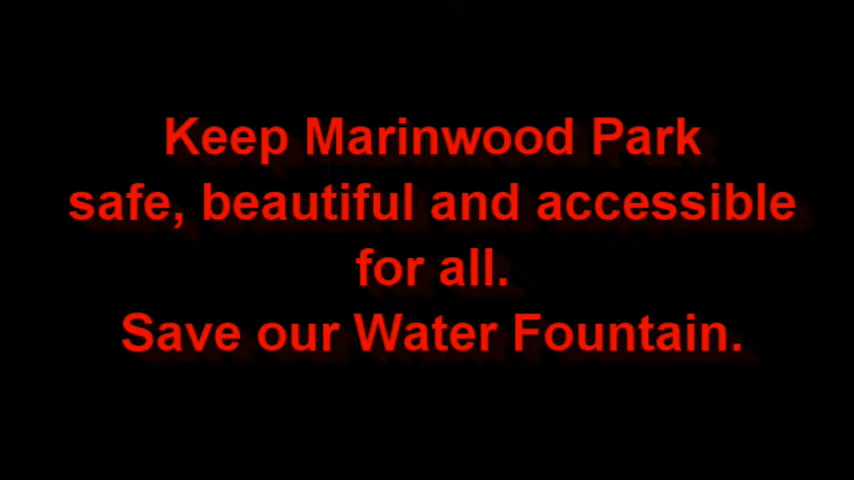 Keep Marinwood Park
safe, beautiful and accessible
for all.
Save our Water Fountain.